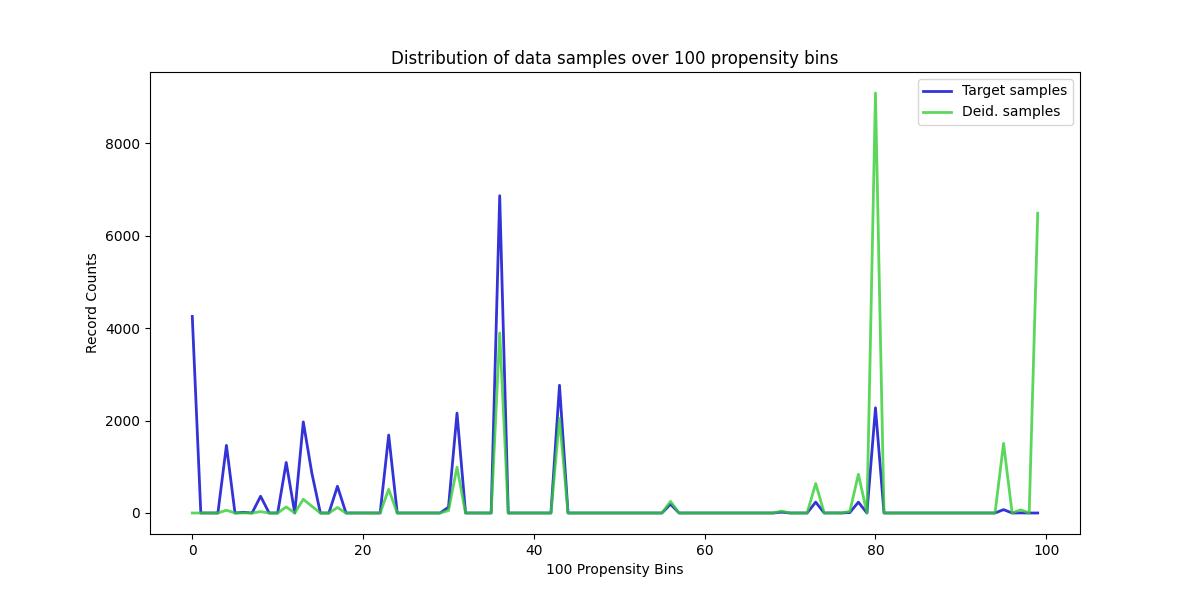 Distribution of data samples over 100 propensity bins
Target samples
Deid. samples
8000
6000
4000
2000
0
Record Counts
0 20 40 60 80 100
100 Propensity Bins